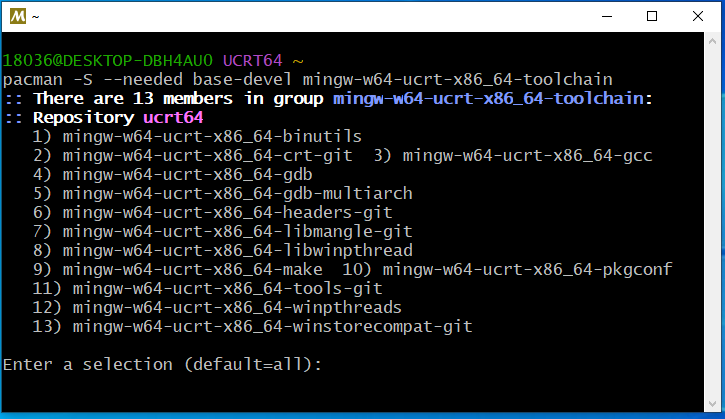 M ~
18036@DESKTOP-DBH4AU0 UCRT64 ~
pacman -S --needed base-devel mingw-w64-ucrt-x86_64-toolchain
:: There are 13 members in group mingw-w64-ucrt-x86_64-toolchain:
:: Repository ucrt64
   1) mingw-w64-ucrt-x86_64-binutils
   2) mingw-w64-ucrt-x86_64-crt-git  3) mingw-w64-ucrt-x86_64-gcc
   4) mingw-w64-ucrt-x86_64-gdb
   5) mingw-w64-ucrt-x86_64-gdb-multiarch
   6) mingw-w64-ucrt-x86_64-headers-git
   7) mingw-w64-ucrt-x86_64-libmangle-git
   8) mingw-w64-ucrt-x86_64-libwinpthread
   9) mingw-w64-ucrt-x86_64-make  10) mingw-w64-ucrt-x86_64-pkgconf
   11) mingw-w64-ucrt-x86_64-tools-git
   12) mingw-w64-ucrt-x86_64-winpthreads
   13) mingw-w64-ucrt-x86_64-winstorecompat-git
Enter a selection (default=all):